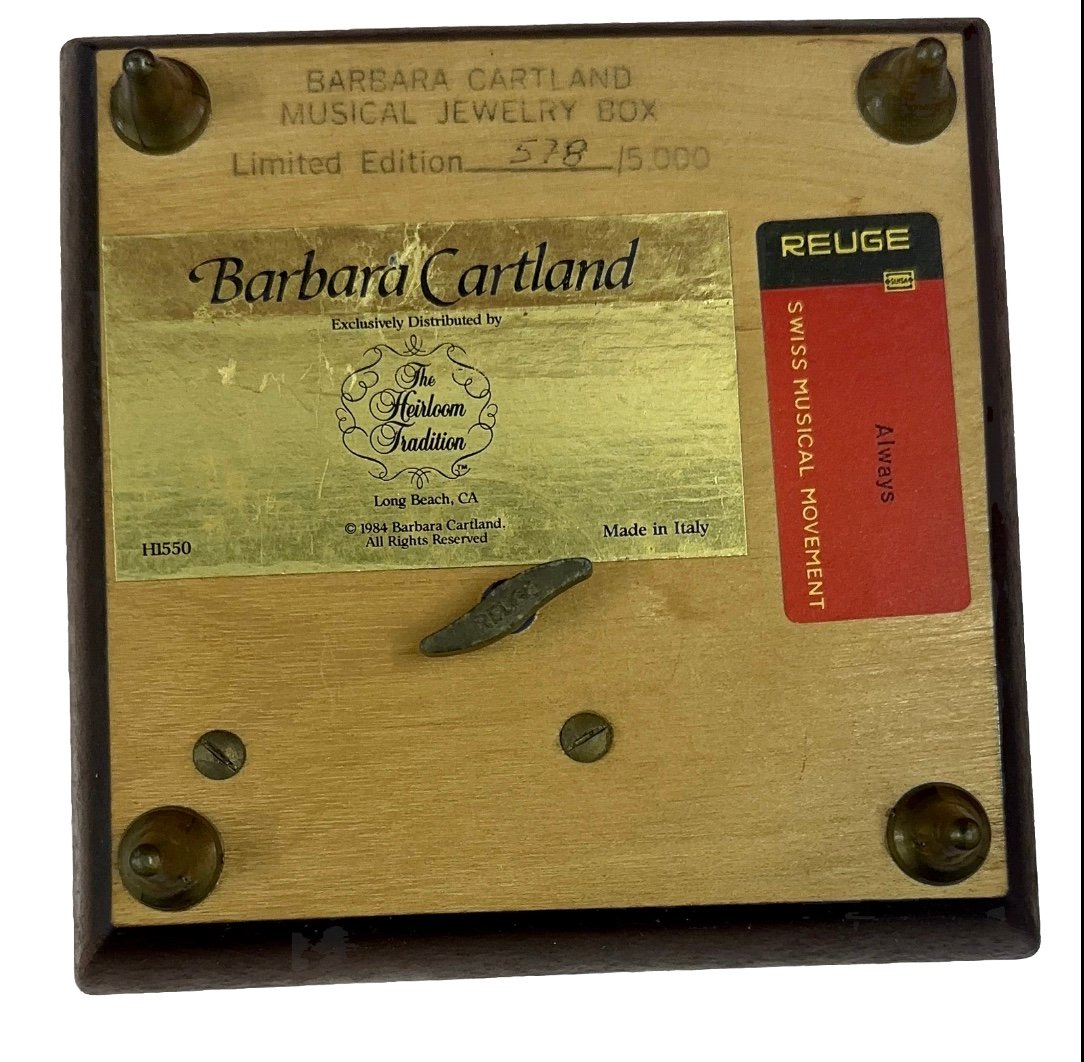 BARBARA CARTLAND
MUSICAL JEWELRY BOX
Limited Edition 578 /5,000
Barbara Cartland
Exclusively Distributed by
The
Heirloom
Tradition
TM
Long Beach, CA
© 1984 Barbara Cartland.
All Rights Reserved
H1550
Made in Italy
REUGE
SWISS MUSICAL MOVEMENT
Always
REUGE